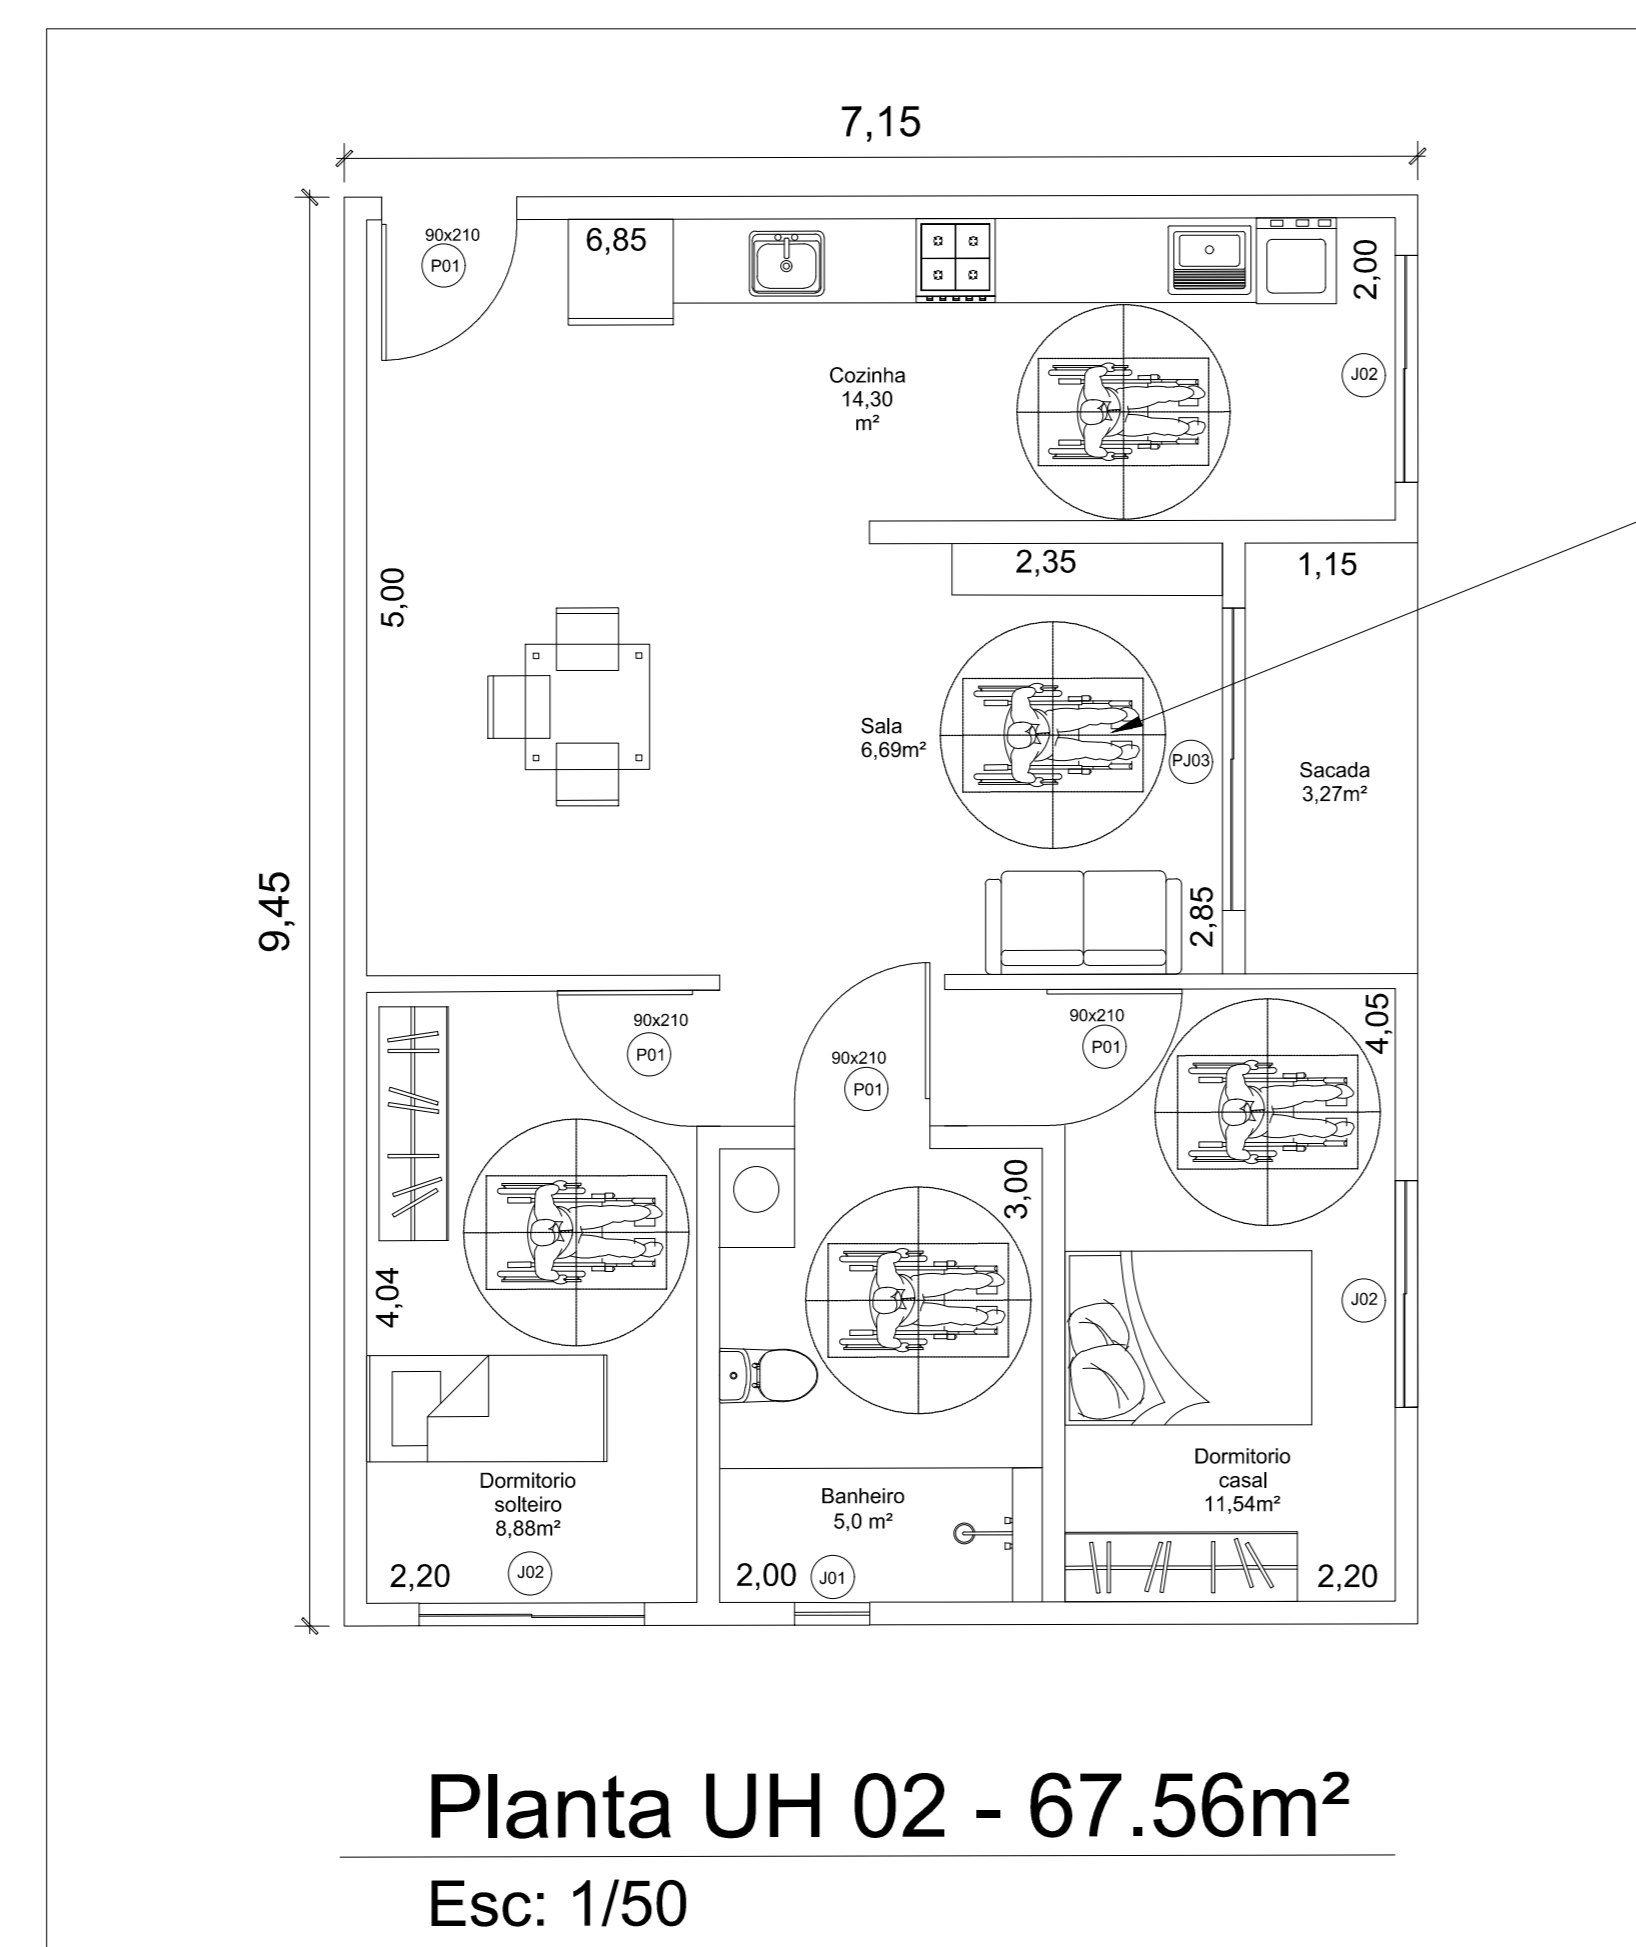 7,15
90x210
P01
6,85
2,00
Cozinha
14,30
m²
J02
5,00
2,35
1,15
Sala
6,69m²
PJ03
Sacada
3,27m²
9,45
2,85
90x210
P01
90x210
P01
90x210
P01
4,05
3,00
4,04
J02
Dormitorio
solteiro
8,88m²
Banheiro
5,0 m²
Dormitorio
casal
11,54m²
2,20
J02
2,00
J01
2,20
Planta UH 02 - 67.56m²
Esc: 1/50